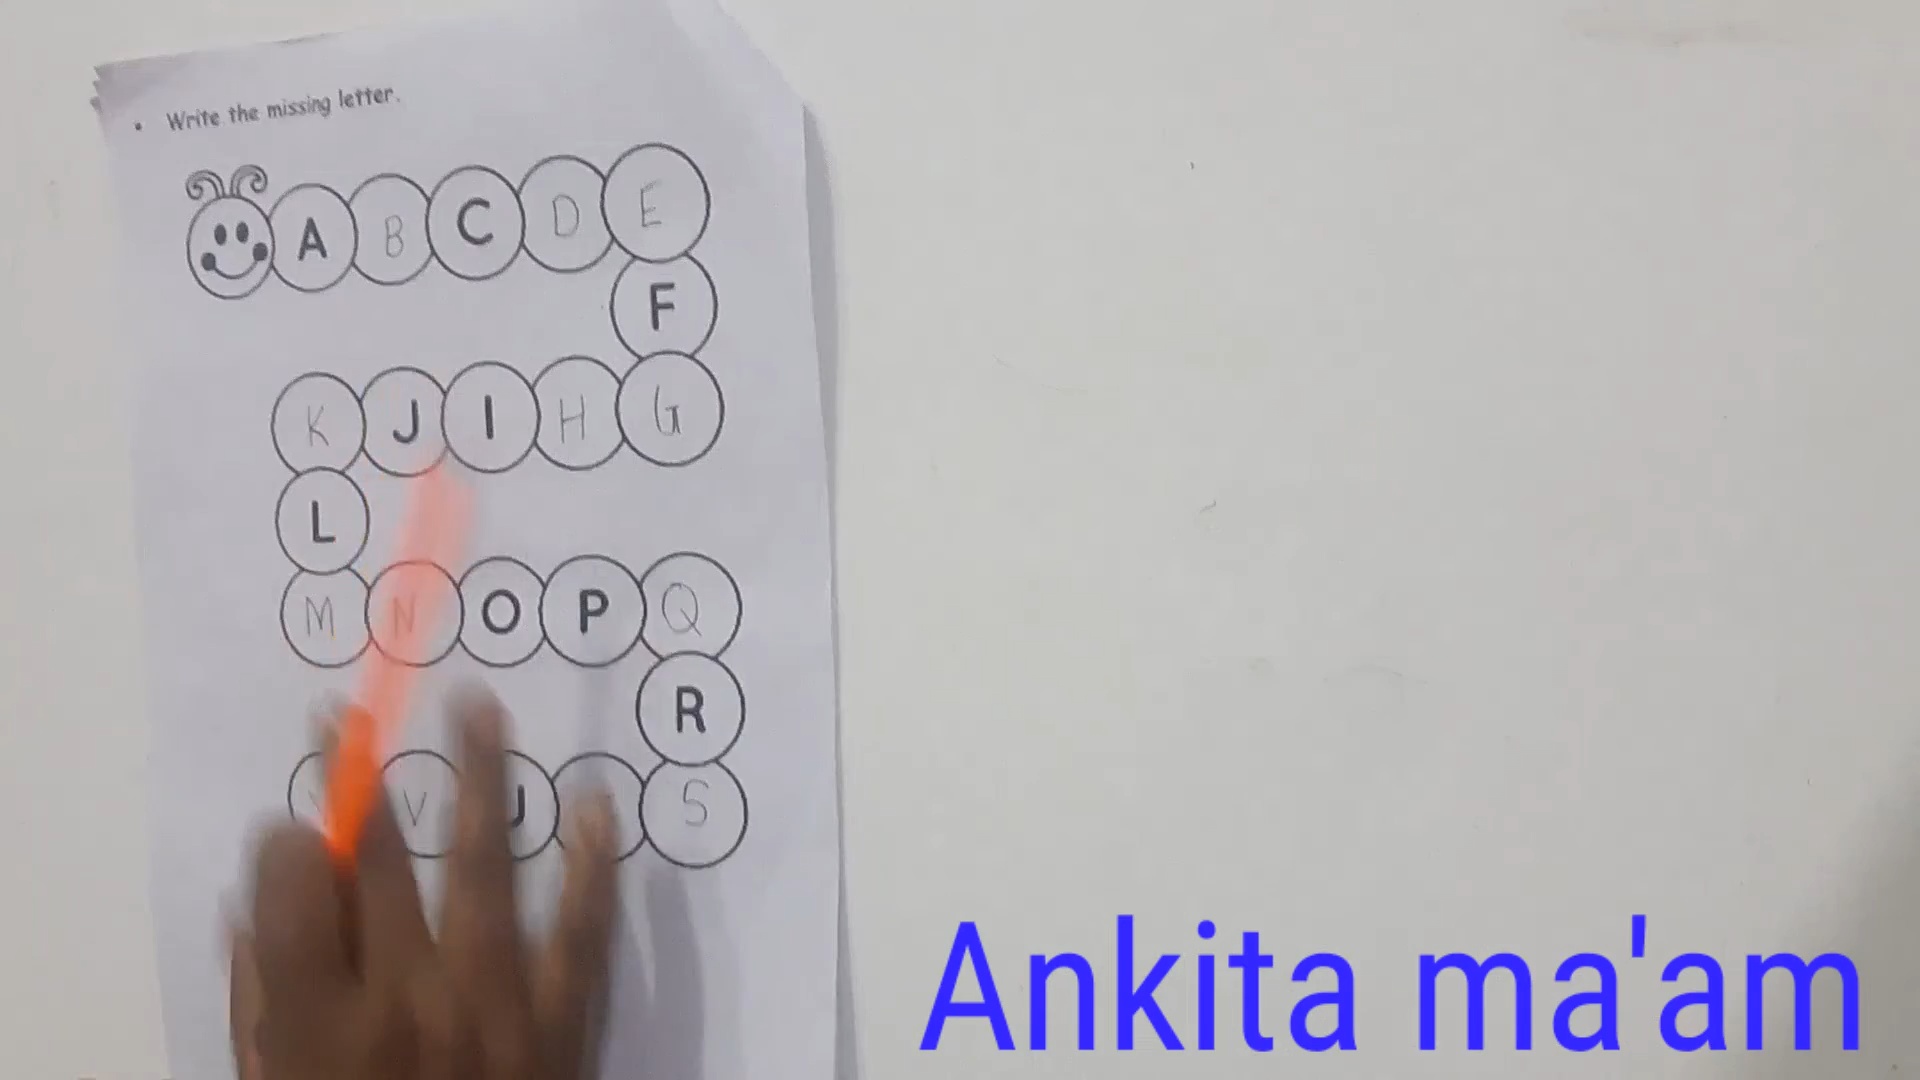 Write the missing letter.
A B C D E
F
K J I H G
L
M N O P Q
R
V S
Ankita ma'am